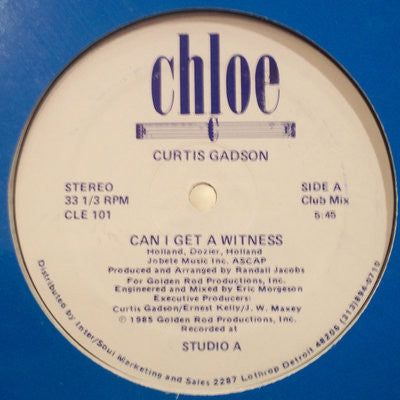 chloe
C
CURTIS GADSON
STEREO
33 1/3 RPM
CLE 101
SIDE A
Club Mix
5:45
CAN I GET A WITNESS
Holland, Dozier, Holland
Jobete Music Inc. ASCAP
Produced and Arranged by Randall Jacobs
For Golden Rod Productions, Inc.
Engineered and Mixed by Eric Morgeson
Executive Producers:
Curtis Gadson/Ernest Kelly/J. W. Maxey
© 1985 Golden Rod Productions, Inc.
Recorded at
STUDIO A
Distributed by Inter/Soul Marketing and Sales 2287 Lothrop Detroit 48206 (313)894-0710